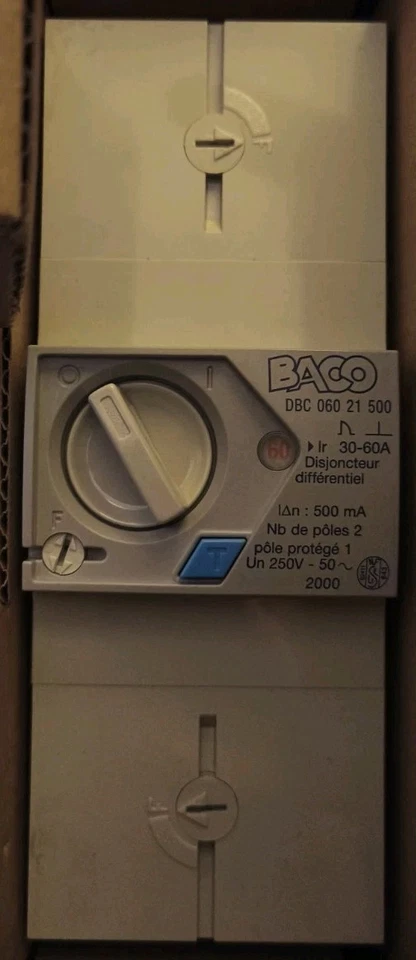 F
O I
BACO
DBC 060 21 500
60
Ir 30-60A
Disjoncteur
différentiel
I∆n : 500 mA
Nb de pôles 2
pôle protégé 1
Un 250V - 50~
2000
F
T
F